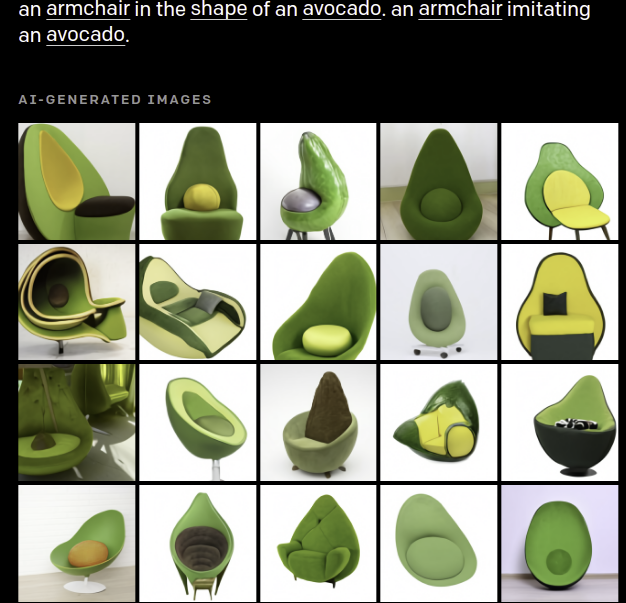 an armchair in the shape of an avocado. an armchair imitating
an avocado.
AI-GENERATED IMAGES